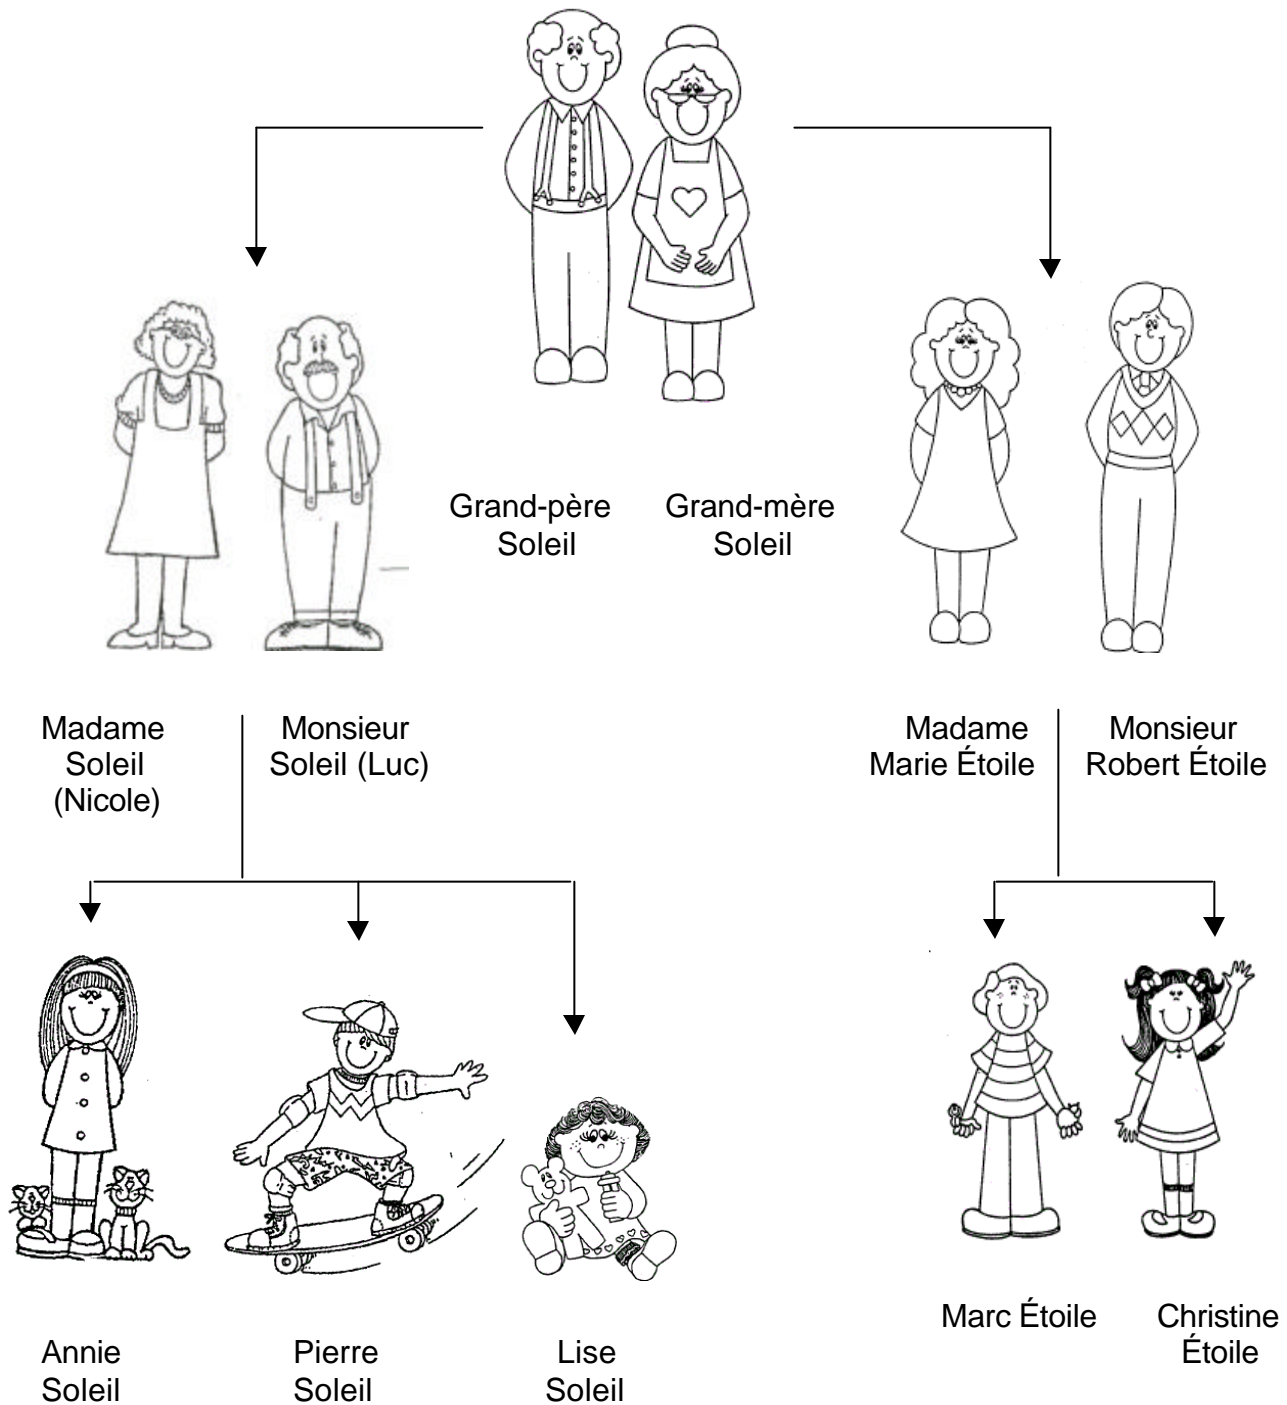 Grand-père
Soleil
Grand-mère
Soleil
Madame
Soleil
(Nicole)
Monsieur
Soleil (Luc)
Madame
Marie Étoile
Monsieur
Robert Étoile
Annie
Soleil
Pierre
Soleil
Lise
Soleil
Marc Étoile
Christine
Étoile